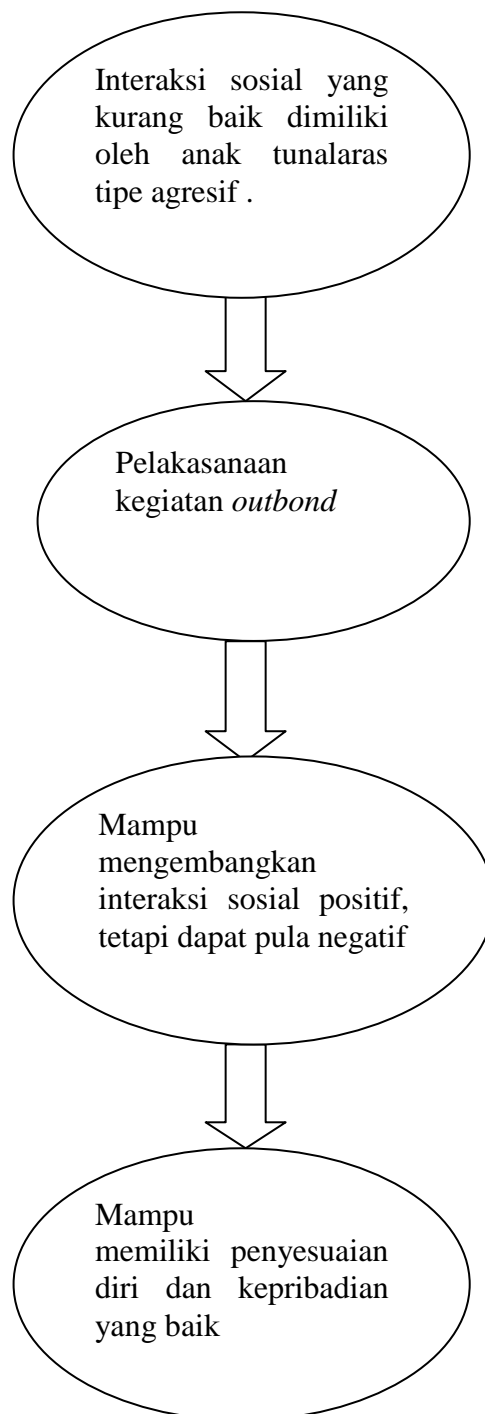 Interaksi sosial yang
kurang baik dimiliki
oleh anak tunalaras
tipe agresif .
Pelakasanaan
kegiatan outbond
Mampu
mengembangkan
interaksi sosial positif,
tetapi dapat pula negatif
Mampu
memiliki penyesuaian
diri dan kepribadian
yang baik